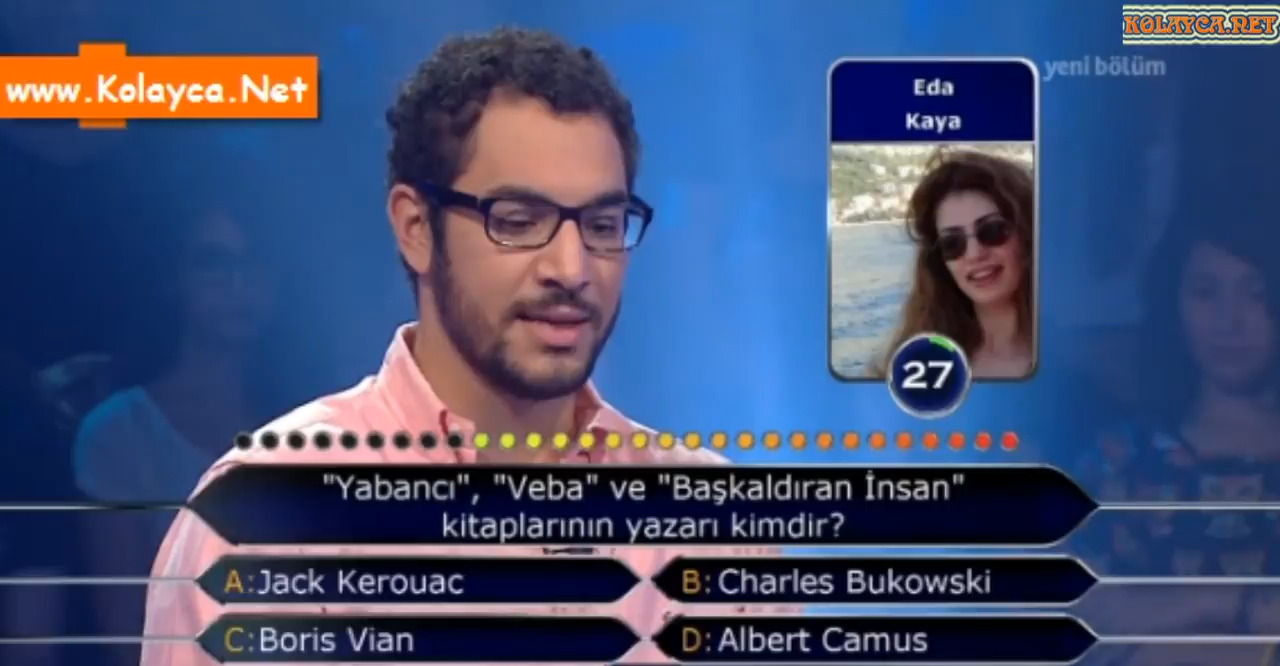 KOLAYCA.NET
www.Kolayca.Net
yeni bölüm
Eda
Kaya
27
"Yabancı", "Veba" ve "Başkaldıran İnsan"
kitaplarının yazarı kimdir?
A: Jack Kerouac
B: Charles Bukowski
C: Boris Vian
D: Albert Camus